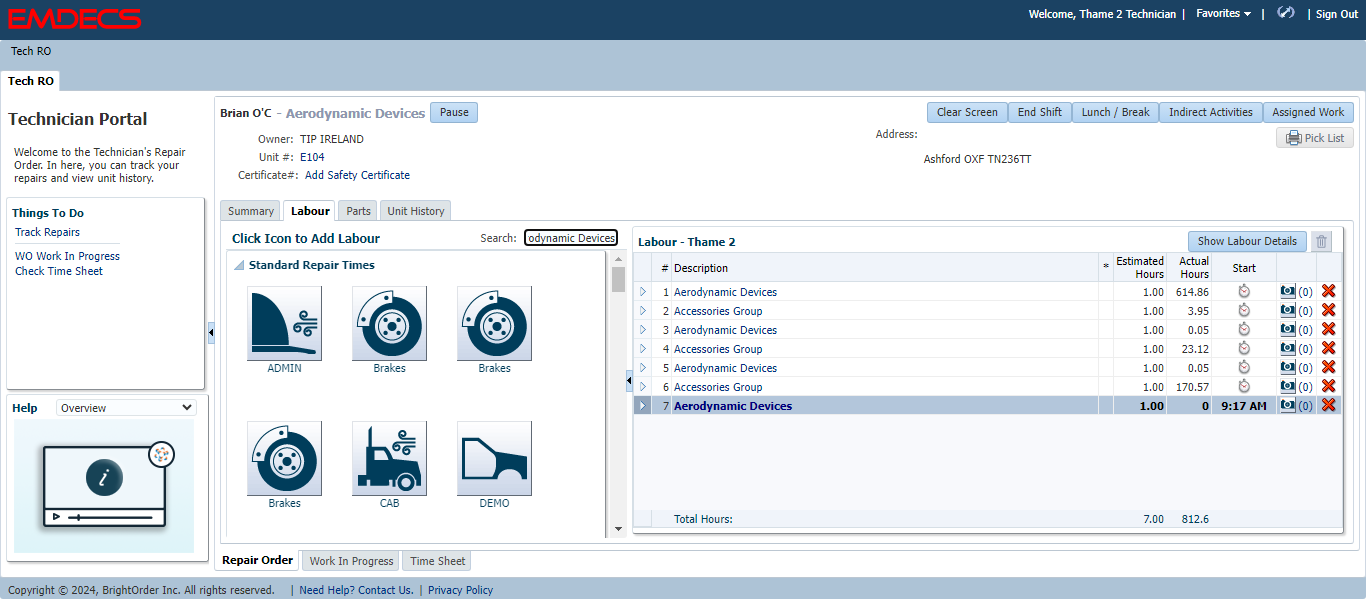 EMDECS
Welcome, Thame 2 Technician | Favorites | | Sign Out
Tech RO
Tech RO
Technician Portal
Welcome to the Technician's Repair
Order. In here, you can track your
repairs and view unit history.
Things To Do
Track Repairs
WO Work In Progress
Check Time Sheet
Help Overview
i
Brian O'C - Aerodynamic Devices Pause
Clear Screen End Shift Lunch / Break Indirect Activities Assigned Work
Owner: TIP IRELAND
Unit #: E104
Certificate#: Add Safety Certificate
Address:
Ashford OXF TN236TT
Pick List
Summary Labour Parts Unit History
Click Icon to Add Labour Search: odynamic Devices
Standard Repair Times
ADMIN Brakes Brakes
Brakes CAB DEMO
Labour - Thame 2 Show Labour Details
# Description * Estimated Hours Actual Hours Start
1 Aerodynamic Devices 1.00 614.86 (0)
2 Accessories Group 1.00 3.95 (0)
3 Aerodynamic Devices 1.00 0.05 (0)
4 Accessories Group 1.00 23.12 (0)
5 Aerodynamic Devices 1.00 0.05 (0)
6 Accessories Group 1.00 170.57 (0)
7 Aerodynamic Devices 1.00 0 9:17 AM (0)
Total Hours: 7.00 812.6
Repair Order Work In Progress Time Sheet
Copyright © 2024, BrightOrder Inc. All rights reserved. | Need Help? Contact Us. | Privacy Policy